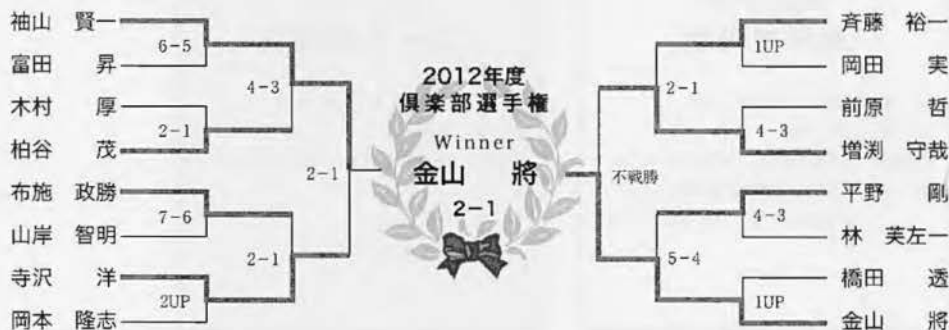 袖山 賢一
6-5
富田 昇
4-3
木村 厚
2-1
柏谷 茂
2-1
布施 政勝
7-6
山岸 智明
2-1
寺沢 洋
2UP
岡本 隆志
2012年度
倶楽部選手権
Winner
金山 將
2-1
斉藤 裕一
1UP
岡田 実
2-1
前原 哲
4-3
増渕 守哉
不戦勝
平野 剛
4-3
林 芙左一
5-4
橋田 透
1UP
金山 將